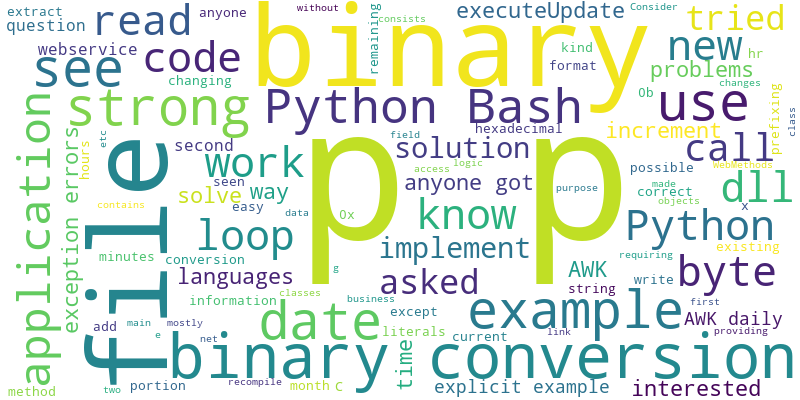 extract
question
read
anyone
without
binary
remaining
consists
executeUpdate
Consider
tried
see
webservice
code
changing
kind
format
new
problems
hr
0b
changes
prefixing
class
strong
Python Bash
hexadecimal
use
increment
etc
second
work
p p
field
solution
logic
access
call
WebMethods
possible
application
exception errors
hours
file
seen
solve
way
anyone got
purpose
correct
made
objects
dll
contains
easy
data
0x
know
x
Python
loop
implement
existing
minutes
conversion
g
requiring
languages
asked
AWK
string
write
byte
information
classes
business
except
example
first
AWK daily
add
main
mostly
e
net
date
literals
current
link
providing
binary conversion
time
method
two
portion
recompile
month
C
explicit example
interested